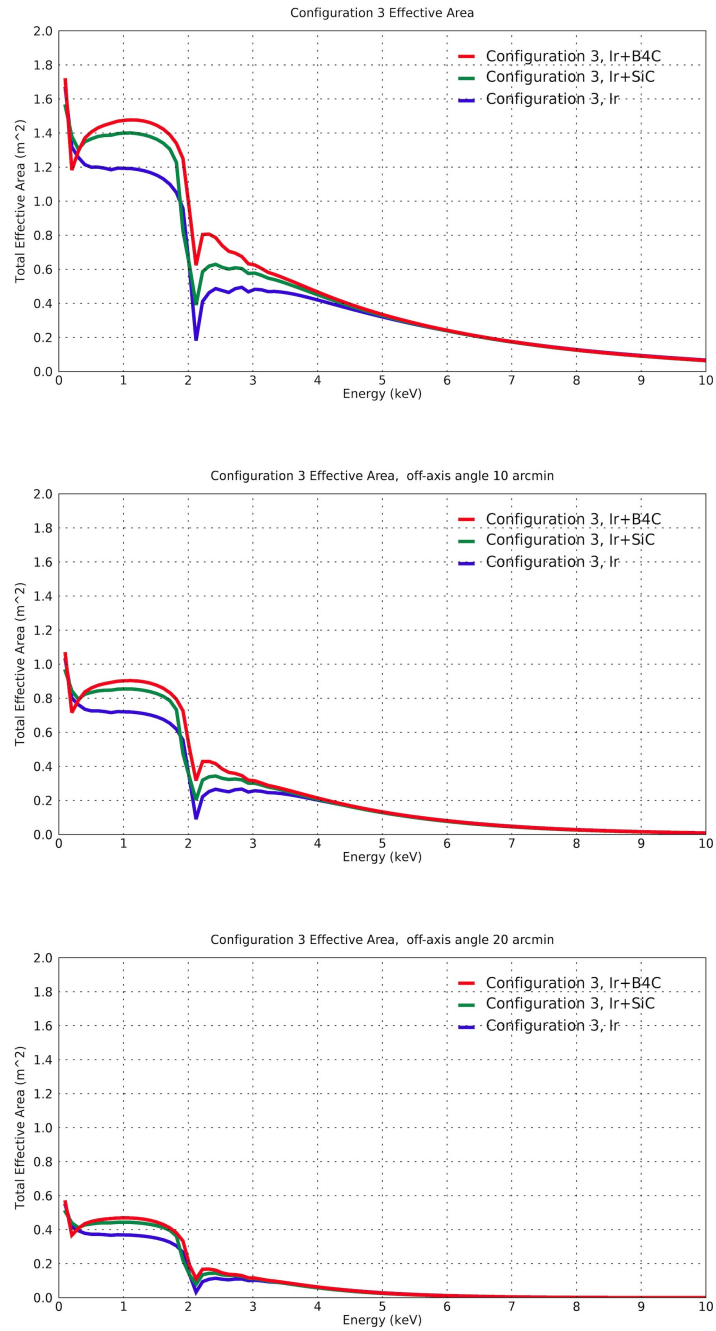 Configuration 3 Effective Area
2.0
1.8
1.6
1.4
1.2
1.0
0.8
0.6
0.4
0.2
0.0
Total Effective Area (m^2)
Configuration 3, Ir+B4C
Configuration 3, Ir+SiC
Configuration 3, Ir
0 1 2 3 4 5 6 7 8 9 10
Energy (keV)
Configuration 3 Effective Area, off-axis angle 10 arcmin
2.0
1.8
1.6
1.4
1.2
1.0
0.8
0.6
0.4
0.2
0.0
Total Effective Area (m^2)
Configuration 3, Ir+B4C
Configuration 3, Ir+SiC
Configuration 3, Ir
0 1 2 3 4 5 6 7 8 9 10
Energy (keV)
Configuration 3 Effective Area, off-axis angle 20 arcmin
2.0
1.8
1.6
1.4
1.2
1.0
0.8
0.6
0.4
0.2
0.0
Total Effective Area (m^2)
Configuration 3, Ir+B4C
Configuration 3, Ir+SiC
Configuration 3, Ir
0 1 2 3 4 5 6 7 8 9 10
Energy (keV)